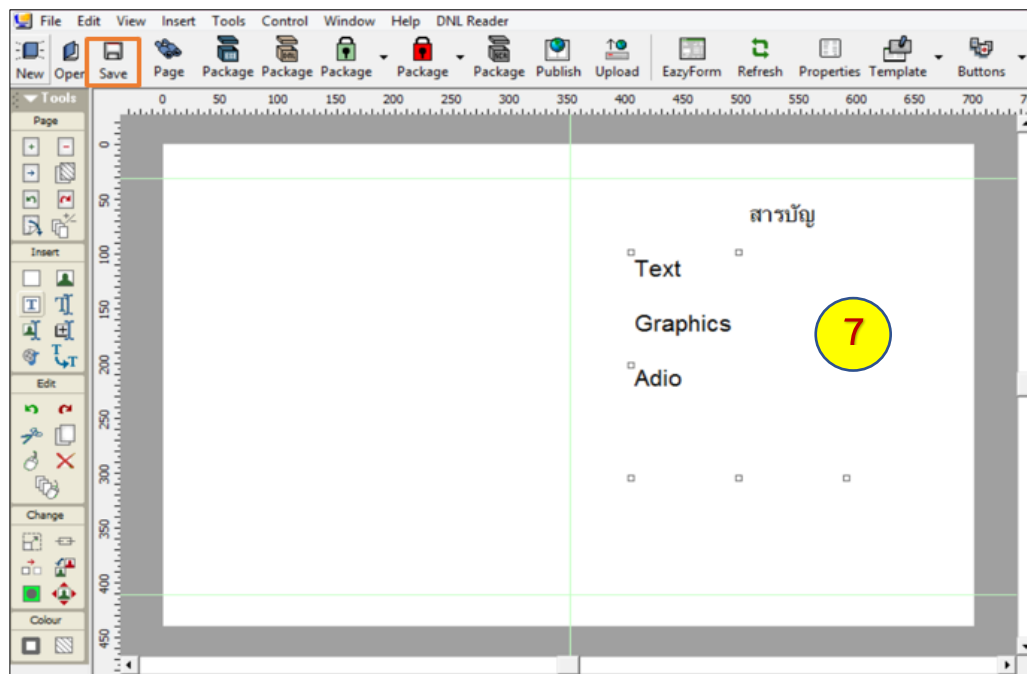 File Edit View Insert Tools Control Window Help DNL Reader
New Oper Save Page Package Package Package Package Package Publish Upload EazyForm Refresh Properties Template Buttons
Tools
0 50 100 150 200 250 300 350 400 450 500 550 600 650 700 7
Page
0
50
สารบัญ
Insert
100
Text
150
Graphics
7
200
Edit
Adio
250
300
Change
350
400
Colour
450